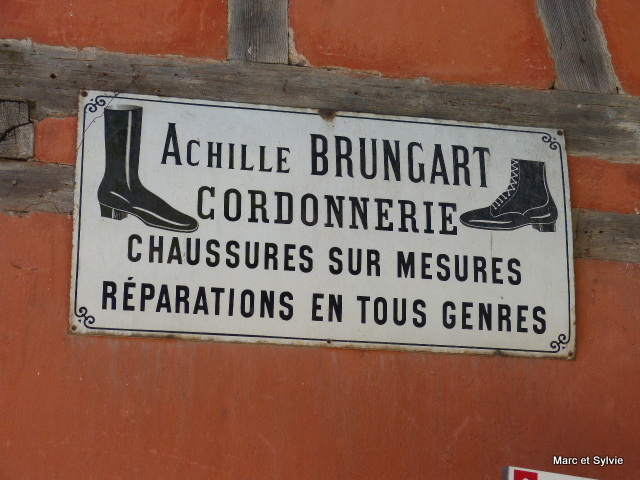 Achille BRUNGART
CORDONNERIE
CHAUSSURES SUR MESURES
RÉPARATIONS EN TOUS GENRES
Marc et Sylvie